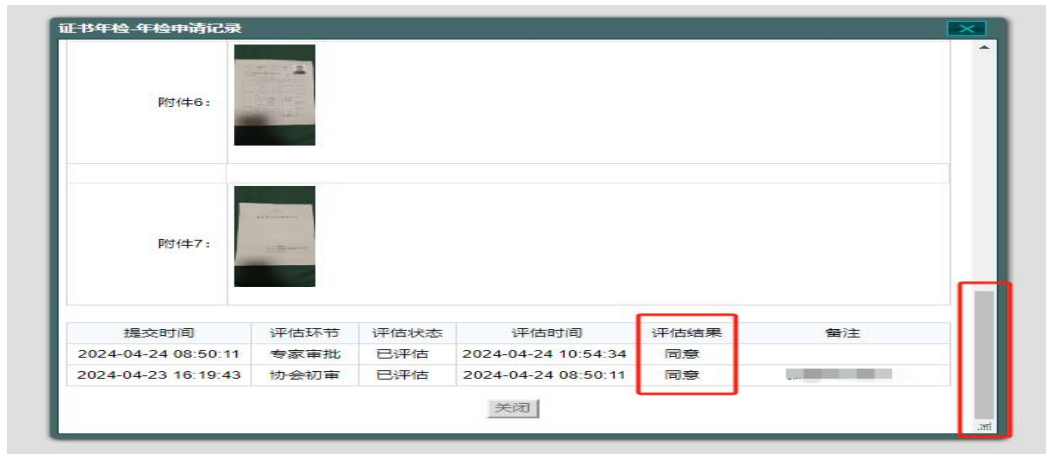 证书年检-年检申请记录
附件6：
附件7：
提交时间 评估环节 评估状态 评估时间 评估结果 备注
2024-04-24 08:50:11 专家审批 已评估 2024-04-24 10:54:34 同意
2024-04-23 16:19:43 协会初审 已评估 2024-04-24 08:50:11 同意
关闭